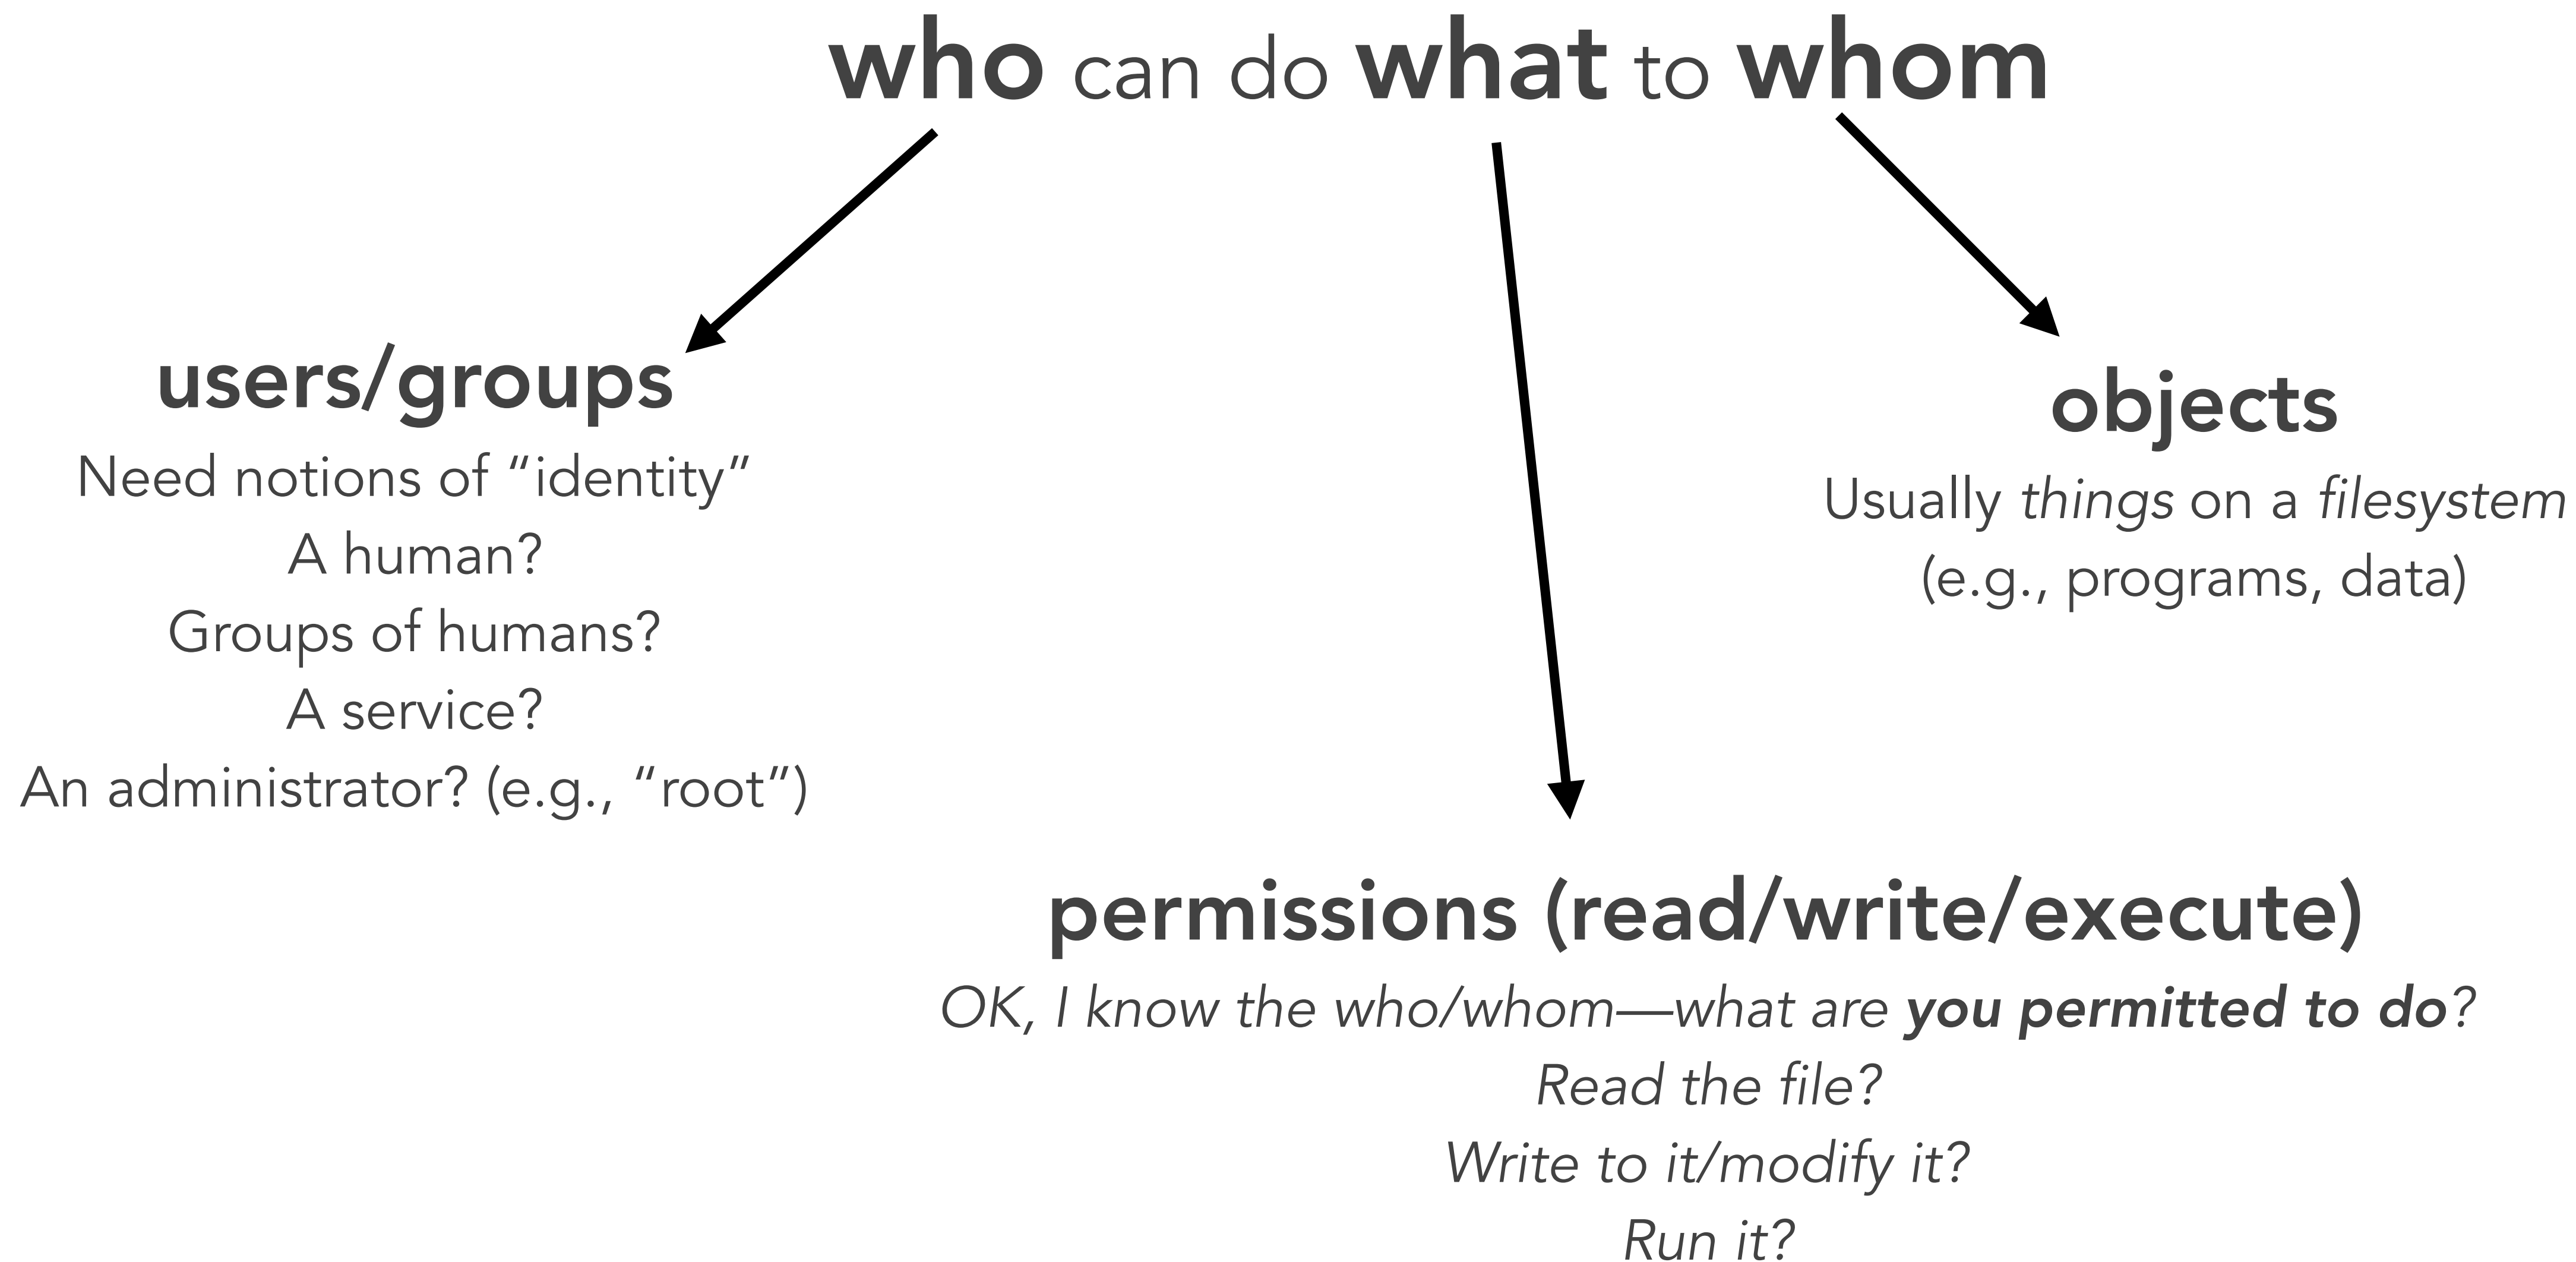 who can do what to whom
users/groups
Need notions of “identity”
A human?
Groups of humans?
A service?
An administrator? (e.g., “root”)
objects
Usually things on a filesystem
(e.g., programs, data)
permissions (read/write/execute)
OK, I know the who/whom—what are you permitted to do?
Read the file?
Write to it/modify it?
Run it?